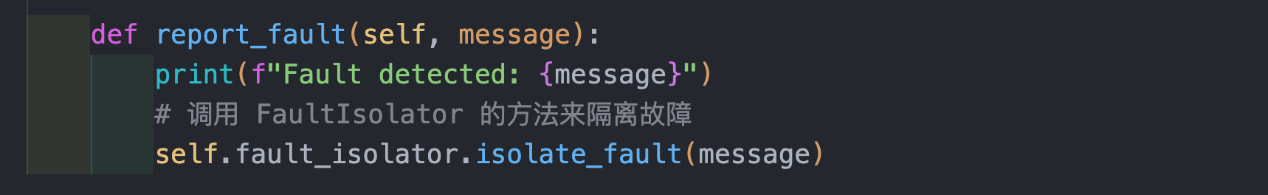 def report_fault(self, message):
print(f"Fault detected: {message}")
# 调用 FaultIsolator 的方法来隔离故障
self.fault_isolator.isolate_fault(message)